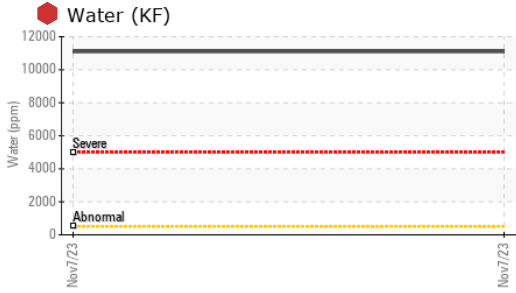 Water (KF)
12000
10000
8000
6000
4000
2000
0
Water (ppm)
Severe
Abnormal
Nov7/23
Nov7/23